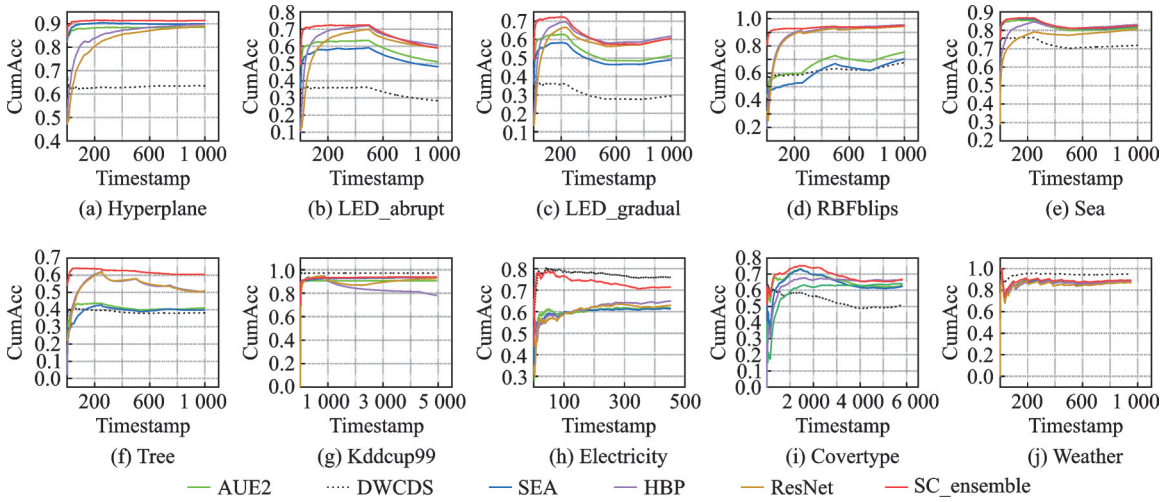 CumAcc
0.9
0.8
0.7
0.6
0.5
0.4
200 600 1 000
Timestamp
(a) Hyperplane
CumAcc
0.8
0.7
0.6
0.5
0.4
0.3
0.2
0.1
200 600 1 000
Timestamp
(b) LED_abrupt
CumAcc
0.7
0.6
0.5
0.4
0.3
0.2
0.1
200 600 1 000
Timestamp
(c) LED_gradual
CumAcc
1.0
0.8
0.6
0.4
0.2
200 600 1 000
Timestamp
(d) RBFblips
CumAcc
0.9
0.8
0.7
0.6
0.5
0.4
0.3
0.2
200 600 1 000
Timestamp
(e) Sea
CumAcc
0.7
0.6
0.5
0.4
0.3
0.2
0.1
0.0
200 600 1 000
Timestamp
(f) Tree
CumAcc
1.0
0.8
0.6
0.4
0.2
0.0
1 000 3 000 5 000
Timestamp
(g) Kddcup99
CumAcc
0.8
0.7
0.6
0.5
0.4
0.3
100 300 450
Timestamp
(h) Electricity
CumAcc
0.8
0.7
0.6
0.5
0.4
0.3
0.2
0.1
0.0
2 000 4 000 6 000
Timestamp
(i) Covertype
CumAcc
1.0
0.8
0.6
0.4
0.2
0.0
200 600 1 000
Timestamp
(j) Weather
AUE2 DWCDS SEA HBP ResNet SC_ensemble